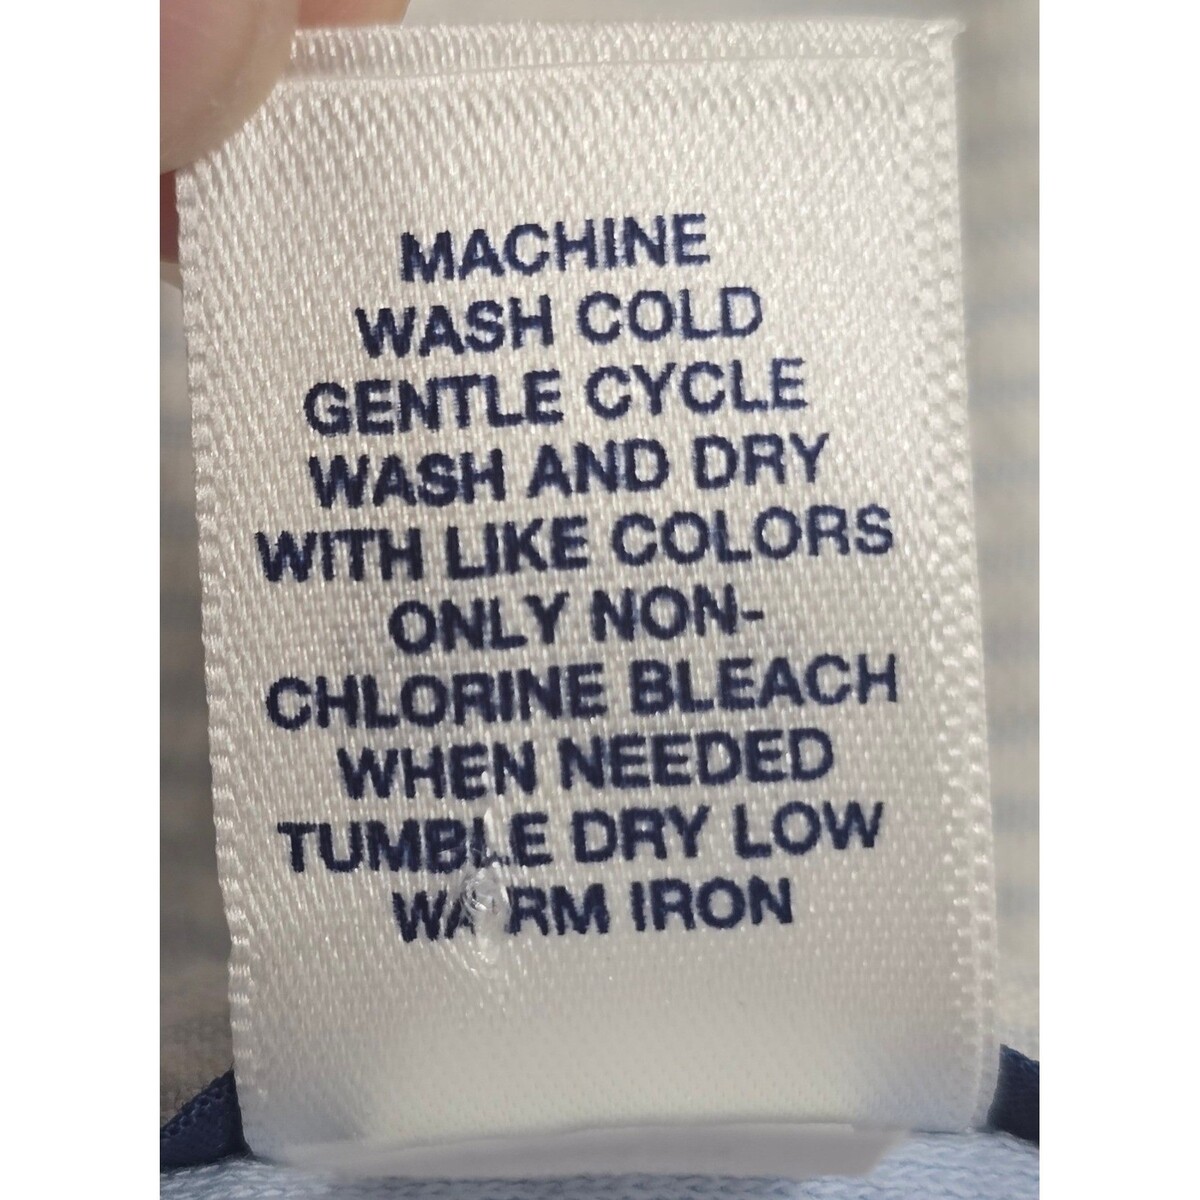 MACHINE
WASH COLD
GENTLE CYCLE
WASH AND DRY
WITH LIKE COLORS
ONLY NON-
CHLORINE BLEACH
WHEN NEEDED
TUMBLE DRY LOW
WARM IRON